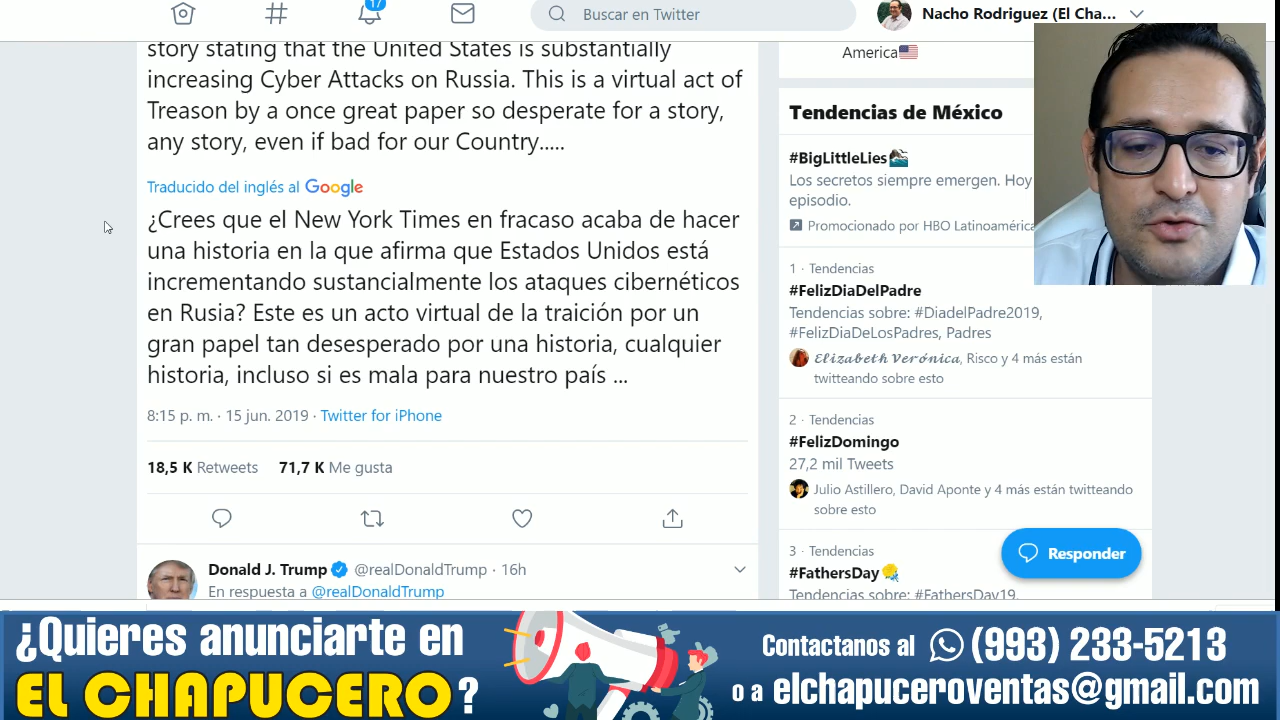 17
Buscar en Twitter
Nacho Rodriguez (El Cha...
story stating that the United States is substantially
increasing Cyber Attacks on Russia. This is a virtual act of
Treason by a once great paper so desperate for a story,
any story, even if bad for our Country.....
Traducido del inglés al Google
¿Crees que el New York Times en fracaso acaba de hacer
una historia en la que afirma que Estados Unidos está
incrementando sustancialmente los ataques cibernéticos
en Rusia? Este es un acto virtual de la traición por un
gran papel tan desesperado por una historia, cualquier
historia, incluso si es mala para nuestro país ...
8:15 p. m. · 15 jun. 2019 · Twitter for iPhone
18,5 K Retweets 71,7 K Me gusta
Donald J. Trump @realDonaldTrump · 16h
En respuesta a @realDonaldTrump
America🇺🇸
Tendencias de México
#BigLittleLies
Los secretos siempre emergen. Hoy
episodio.
Promocionado por HBO Latinoamérica
1 · Tendencias
#FelizDiaDelPadre
Tendencias sobre: #DiadelPadre2019,
#FelizDiaDeLosPadres, Padres
𝓔𝓵𝓲𝔃𝓪𝓫𝓮𝓽𝓱 𝓥𝓮𝓻ó𝓷𝓲𝓬𝓪, Risco y 4 más están
twitteando sobre esto
2 · Tendencias
#FelizDomingo
27,2 mil Tweets
Julio Astillero, David Aponte y 4 más están twitteando
sobre esto
3 · Tendencias
#FathersDay
Tendencias sobre: #FathersDay19,
Responder
¿Quieres anunciarte en
EL CHAPUCERO?
Contactanos al (993) 233-5213
o a elchapuceroventas@gmail.com